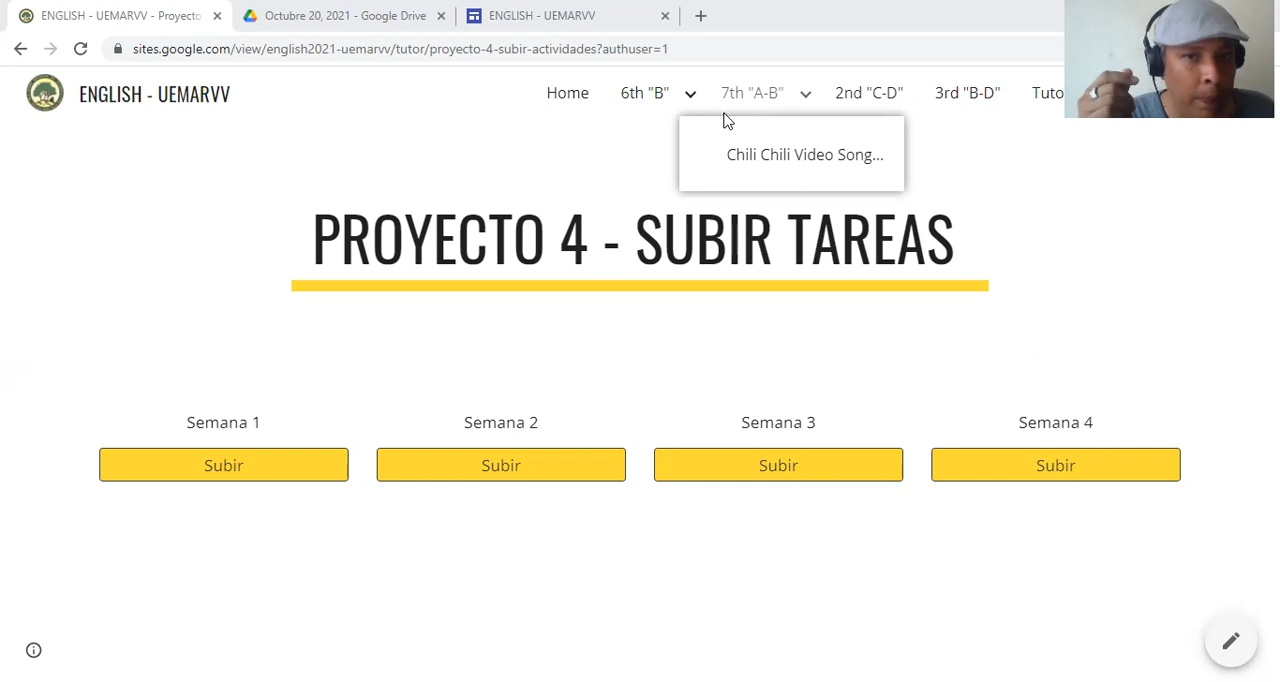 ENGLISH - UEMARVV - Proyecto
Octubre 20, 2021 - Google Drive
ENGLISH - UEMARVV
sites.google.com/view/english2021-uemarvv/tutor/proyecto-4-subir-actividades?authuser=1
ENGLISH - UEMARVV
Home
6th "B"
7th "A-B"
2nd "C-D"
3rd "B-D"
Tuto
Chili Chili Video Song...
PROYECTO 4 - SUBIR TAREAS
Semana 1
Semana 2
Semana 3
Semana 4
Subir
Subir
Subir
Subir